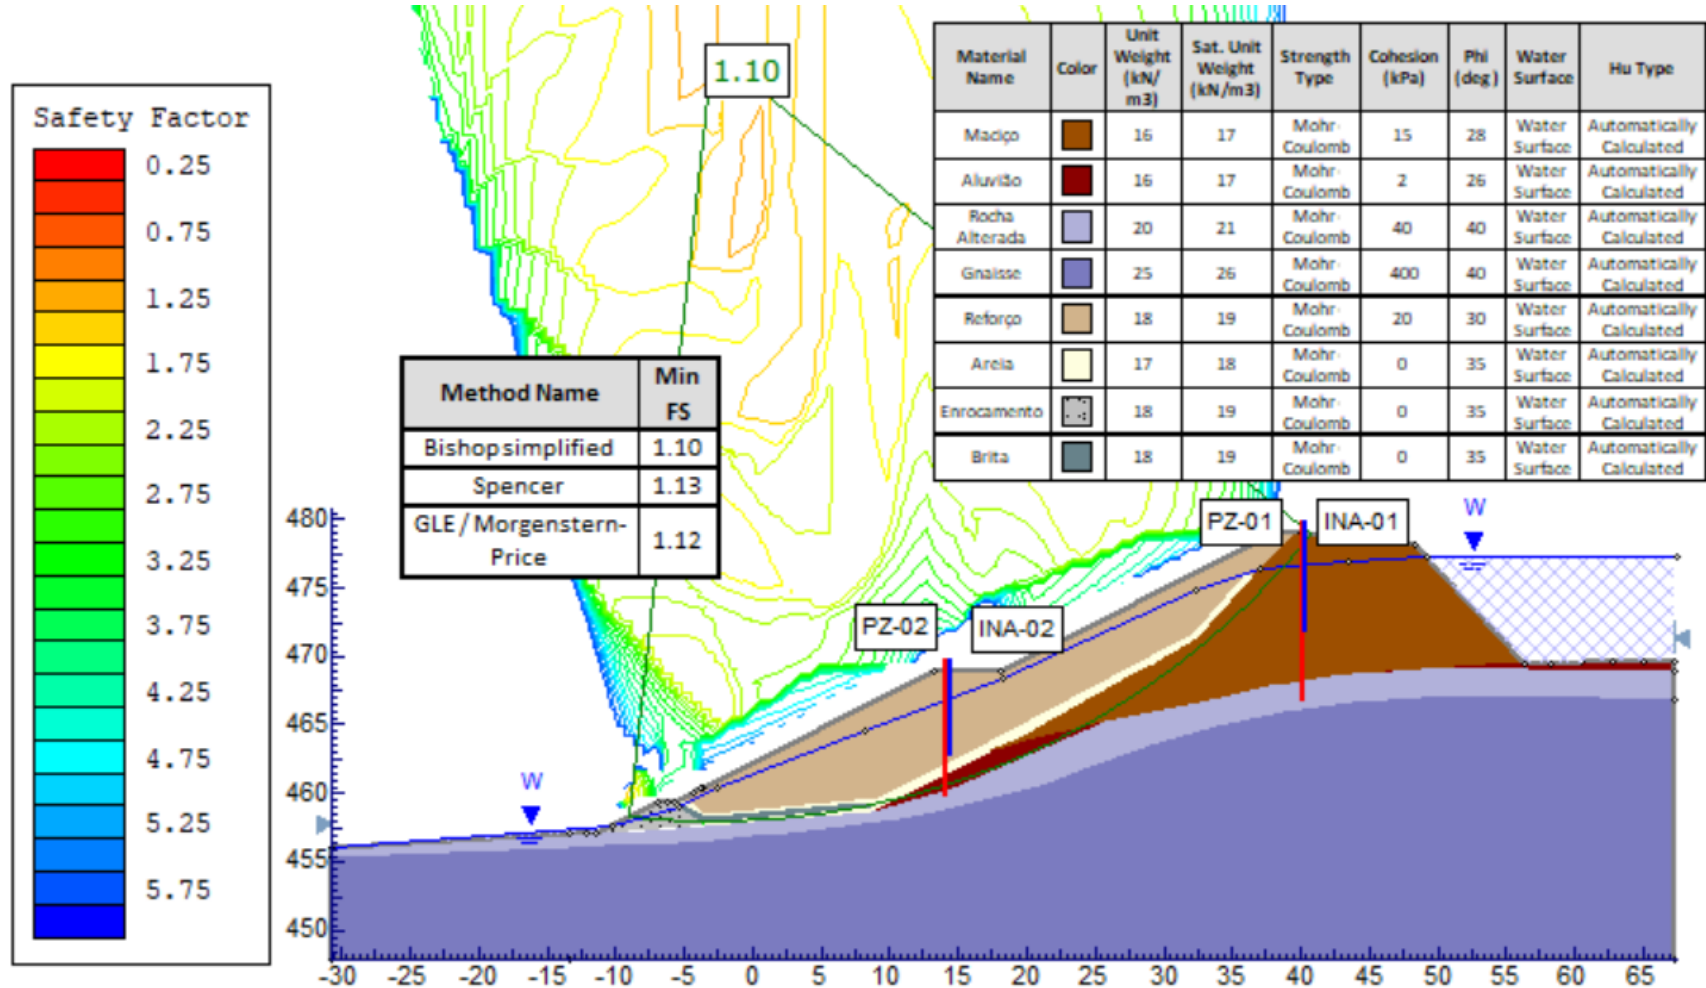 1.10
Safety Factor
0.25
0.75
1.25
1.75
2.25
2.75
3.25
3.75
4.25
4.75
5.25
5.75
Method Name Min FS
Bishop simplified 1.10
Spencer 1.13
GLE / Morgenstern-Price 1.12
Material Name Color Unit Weight (kN/m3) Sat. Unit Weight (kN/m3) Strength Type Cohesion (kPa) Phi (deg) Water Surface Hu Type
Maciço 16 17 Mohr-Coulomb 15 28 Water Surface Automatically Calculated
Aluvião 16 17 Mohr-Coulomb 2 26 Water Surface Automatically Calculated
Rocha Alterada 20 21 Mohr-Coulomb 40 40 Water Surface Automatically Calculated
Gnaisse 25 26 Mohr-Coulomb 400 40 Water Surface Automatically Calculated
Reforço 18 19 Mohr-Coulomb 20 30 Water Surface Automatically Calculated
Areia 17 18 Mohr-Coulomb 0 35 Water Surface Automatically Calculated
Enrocamento 18 19 Mohr-Coulomb 0 35 Water Surface Automatically Calculated
Brita 18 19 Mohr-Coulomb 0 35 Water Surface Automatically Calculated
PZ-01 INA-01
W
PZ-02 INA-02
W
480
475
470
465
460
455
450
-30 -25 -20 -15 -10 -5 0 5 10 15 20 25 30 35 40 45 50 55 60 65